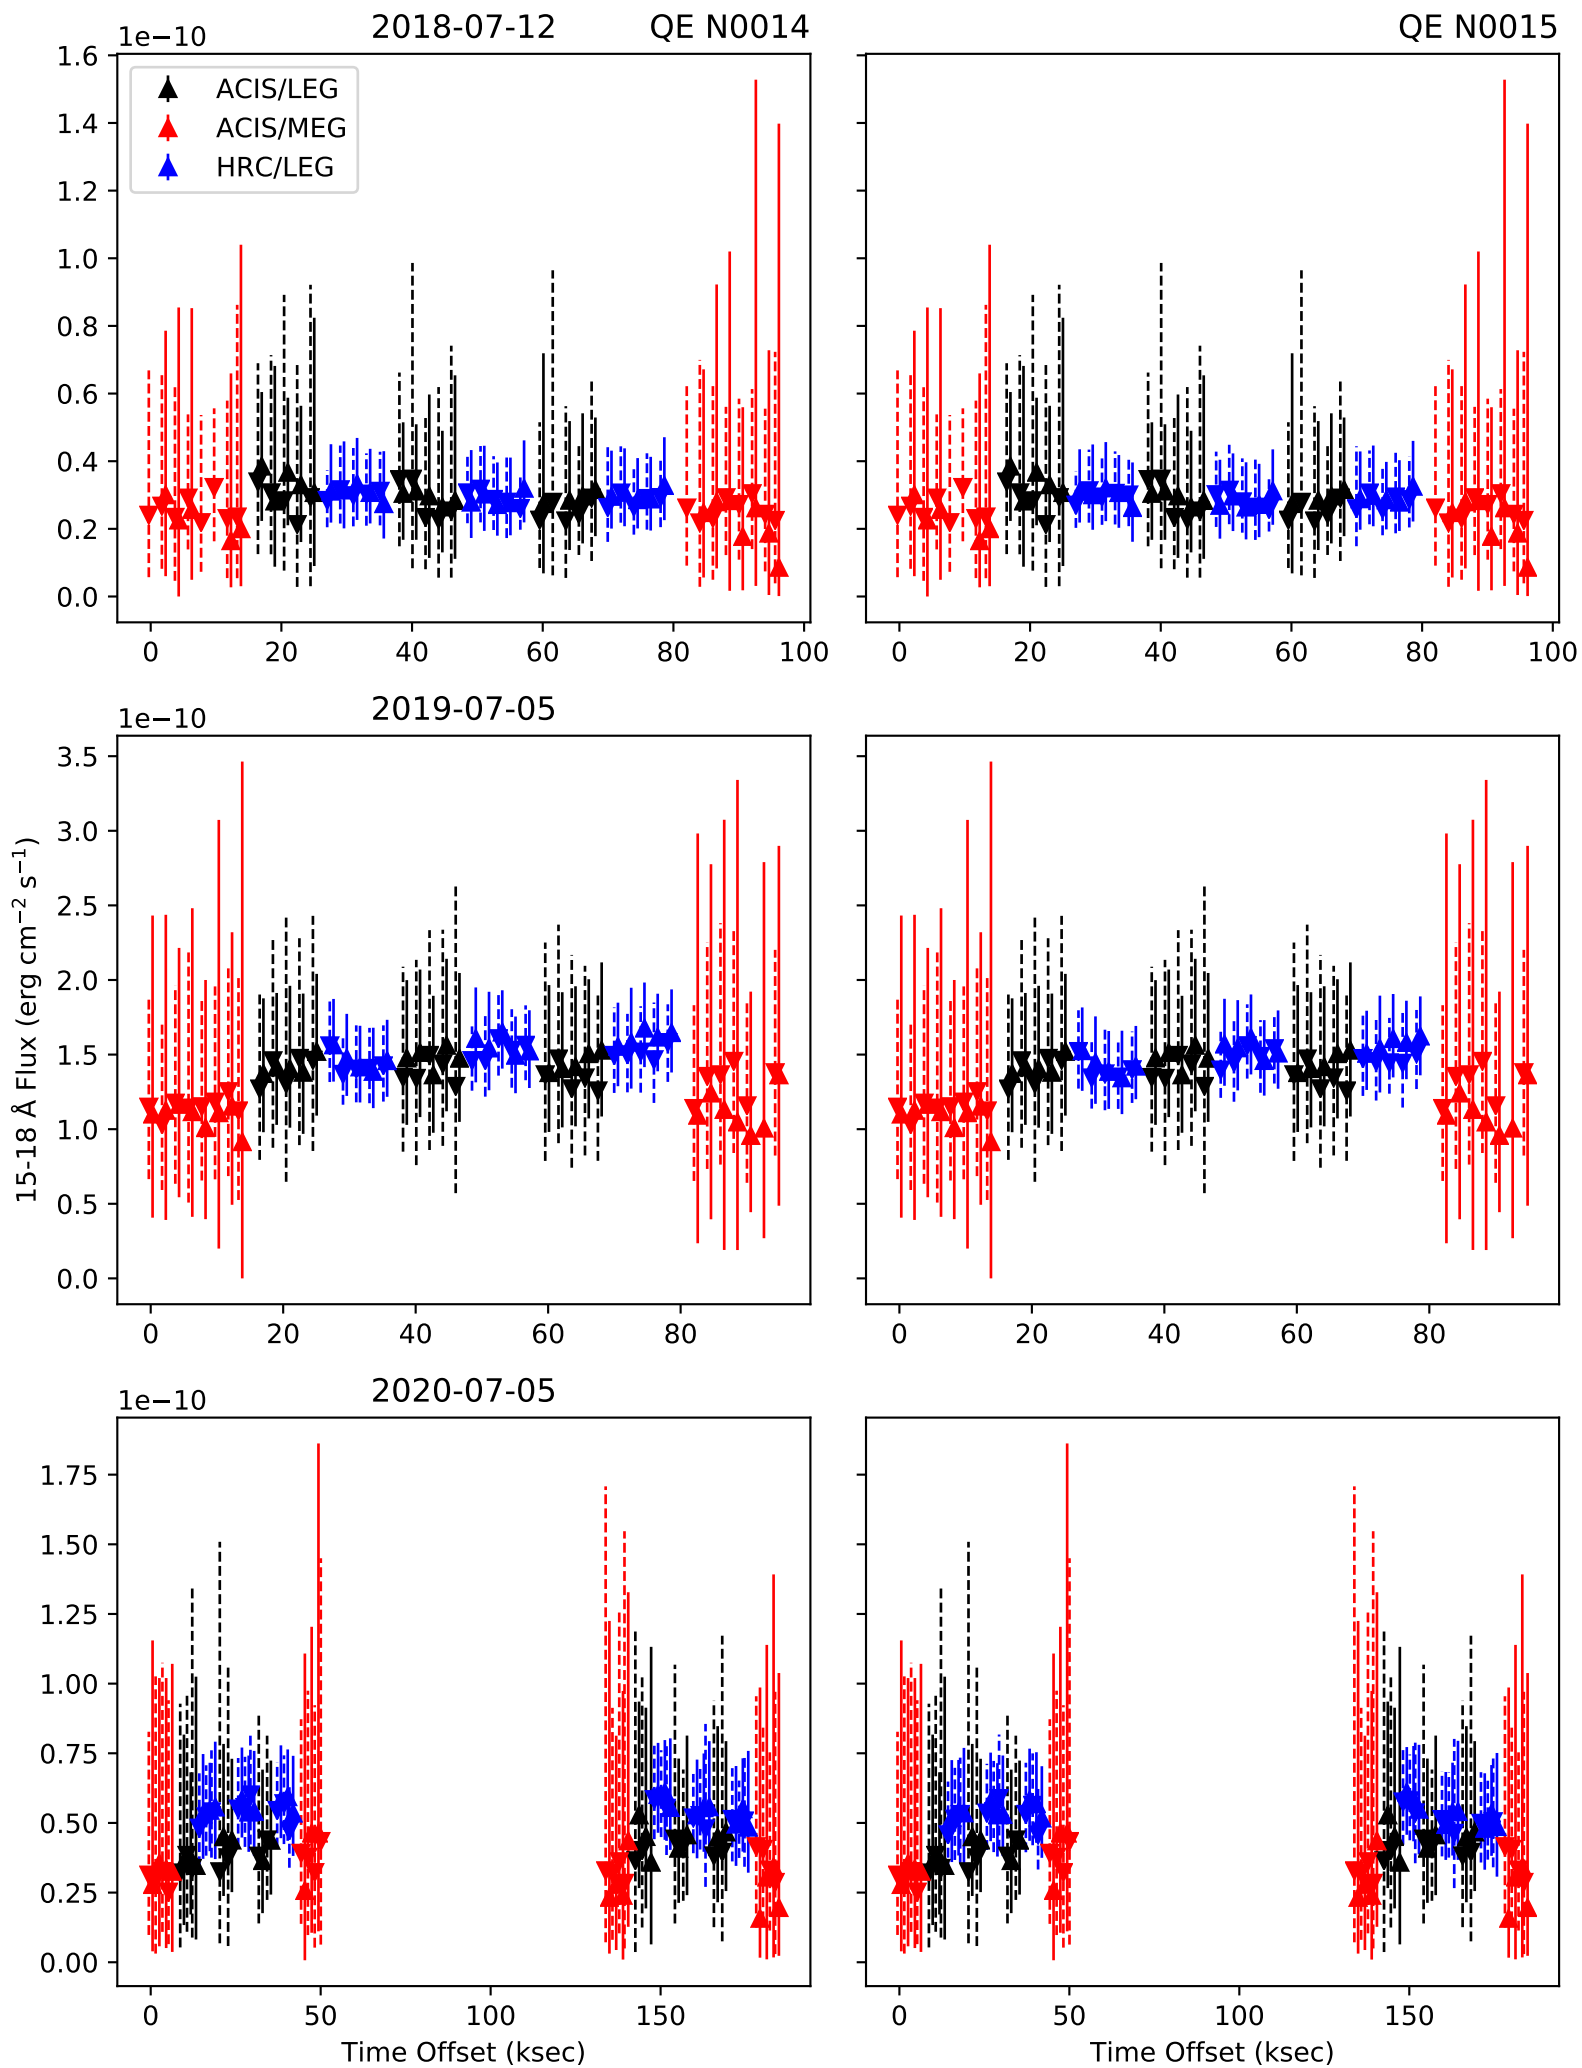 2018-07-12 QE N0014 QE N0015
1e−10
ACIS/LEG
ACIS/MEG
HRC/LEG
1.6
1.4
1.2
1.0
0.8
0.6
0.4
0.2
0.0
0 20 40 60 80 100
0 20 40 60 80 100
2019-07-05
1e−10
15-18 Å Flux (erg cm⁻² s⁻¹)
3.5
3.0
2.5
2.0
1.5
1.0
0.5
0.0
0 20 40 60 80
0 20 40 60 80
2020-07-05
1e−10
1.75
1.50
1.25
1.00
0.75
0.50
0.25
0.00
0 50 100 150
0 50 100 150
Time Offset (ksec)
Time Offset (ksec)